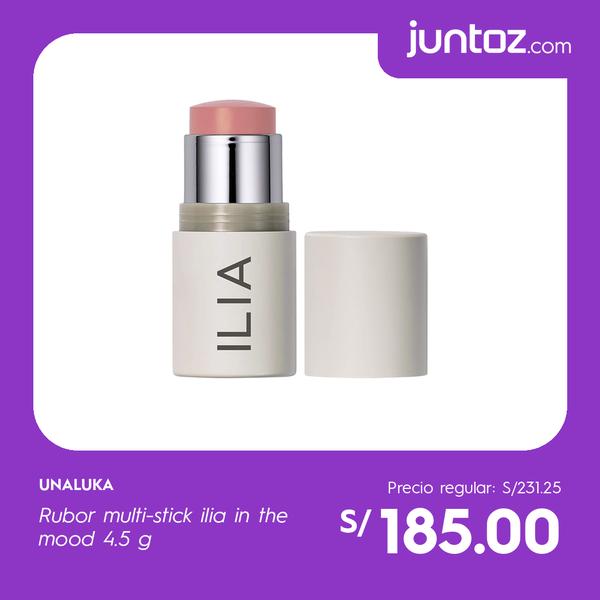 juntoz.com
ILIA
UNALUKA
Rubor multi-stick ilia in the
mood 4.5 g
Precio regular: S/231.25
S/185.00